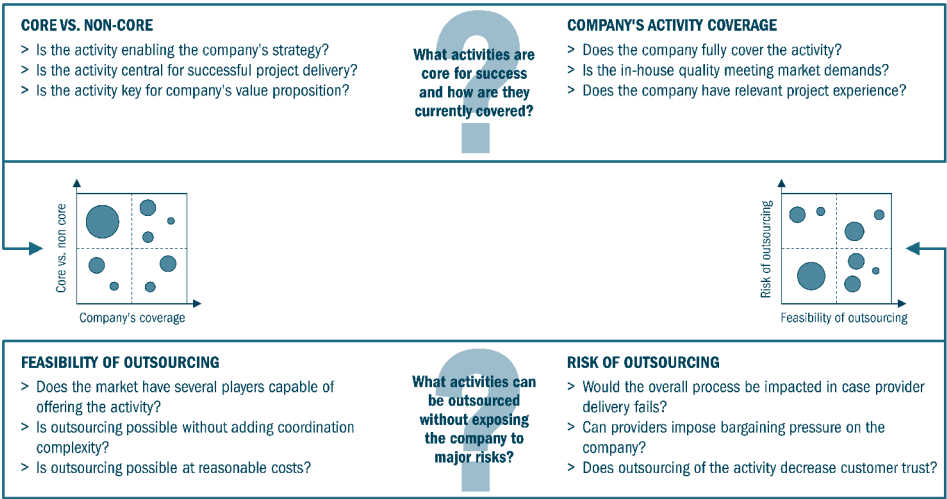 CORE VS. NON-CORE
> Is the activity enabling the company's strategy?
> Is the activity central for successful project delivery?
> Is the activity key for company's value proposition?
What activities are
core for success
and how are they
currently covered?
COMPANY'S ACTIVITY COVERAGE
> Does the company fully cover the activity?
> Is the in-house quality meeting market demands?
> Does the company have relevant project experience?
Core vs. non core
Company's coverage
Risk of outsourcing
Feasibility of outsourcing
FEASIBILITY OF OUTSOURCING
> Does the market have several players capable of
offering the activity?
> Is outsourcing possible without adding coordination
complexity?
> Is outsourcing possible at reasonable costs?
What activities can
be outsourced
without exposing
the company to
major risks?
RISK OF OUTSOURCING
> Would the overall process be impacted in case provider
delivery fails?
> Can providers impose bargaining pressure on the
company?
> Does outsourcing of the activity decrease customer trust?